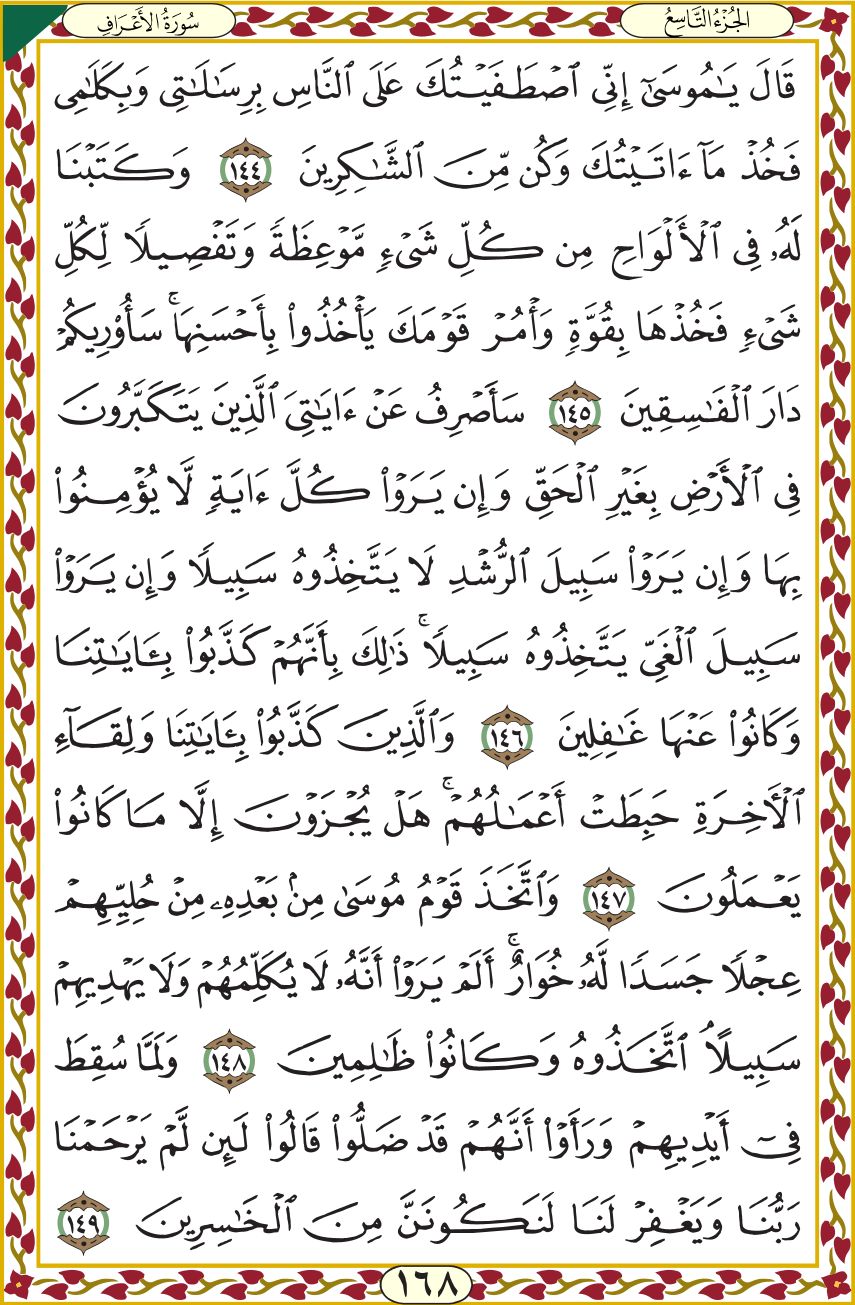 الجُزْءُ التَّاسِعُ
سُورَةُ الأَعْرَافِ
قَالَ يَـٰمُوسَىٰٓ إِنِّى ٱصْطَفَيْتُكَ عَلَى ٱلنَّاسِ بِرِسَـٰلَـٰتِى وَبِكَلَـٰمِى
فَخُذْ مَآ ءَاتَيْتُكَ وَكُن مِّنَ ٱلشَّـٰكِرِينَ ١٤٤ وَكَتَبْنَا
لَهُۥ فِى ٱلْأَلْوَاحِ مِن كُلِّ شَىْءٍ مَّوْعِظَةً وَتَفْصِيلًا لِّكُلِّ
شَىْءٍ فَخُذْهَا بِقُوَّةٍ وَأْمُرْ قَوْمَكَ يَأْخُذُوا۟ بِأَحْسَنِهَا ۚ سَأُو۟رِيكُمْ
دَارَ ٱلْفَـٰسِقِينَ ١٤٥ سَأَصْرِفُ عَنْ ءَايَـٰتِىَ ٱلَّذِينَ يَتَكَبَّرُونَ
فِى ٱلْأَرْضِ بِغَيْرِ ٱلْحَقِّ وَإِن يَرَوْا۟ كُلَّ ءَايَةٍ لَّا يُؤْمِنُوا۟
بِهَا وَإِن يَرَوْا۟ سَبِيلَ ٱلرُّشْدِ لَا يَتَّخِذُوهُ سَبِيلًا وَإِن يَرَوْا۟
سَبِيلَ ٱلْغَىِّ يَتَّخِذُوهُ سَبِيلًا ۚ ذَٰلِكَ بِأَنَّهُمْ كَذَّبُوا۟ بِـَٔايَـٰتِنَا
وَكَانُوا۟ عَنْهَا غَـٰفِلِينَ ١٤٦ وَٱلَّذِينَ كَذَّبُوا۟ بِـَٔايَـٰتِنَا وَلِقَآءِ
ٱلْـَٔاخِرَةِ حَبِطَتْ أَعْمَـٰلُهُمْ ۚ هَلْ يُجْزَوْنَ إِلَّا مَا كَانُوا۟
يَعْمَلُونَ ١٤٧ وَٱتَّخَذَ قَوْمُ مُوسَىٰ مِنۢ بَعْدِهِۦ مِنْ حُلِيِّهِمْ
عِجْلًا جَسَدًا لَّهُۥ خُوَارٌ ۚ أَلَمْ يَرَوْا۟ أَنَّهُۥ لَا يُكَلِّمُهُمْ وَلَا يَهْدِيهِمْ
سَبِيلًا ۘ ٱتَّخَذُوهُ وَكَانُوا۟ ظَـٰلِمِينَ ١٤٨ وَلَمَّا سُقِطَ
فِىٓ أَيْدِيهِمْ وَرَأَوْا۟ أَنَّهُمْ قَدْ ضَلُّوا۟ قَالُوا۟ لَئِن لَّمْ يَرْحَمْنَا
رَبُّنَا وَيَغْفِرْ لَنَا لَنَكُونَنَّ مِنَ ٱلْخَـٰسِرِينَ ١٤٩
١٦٨